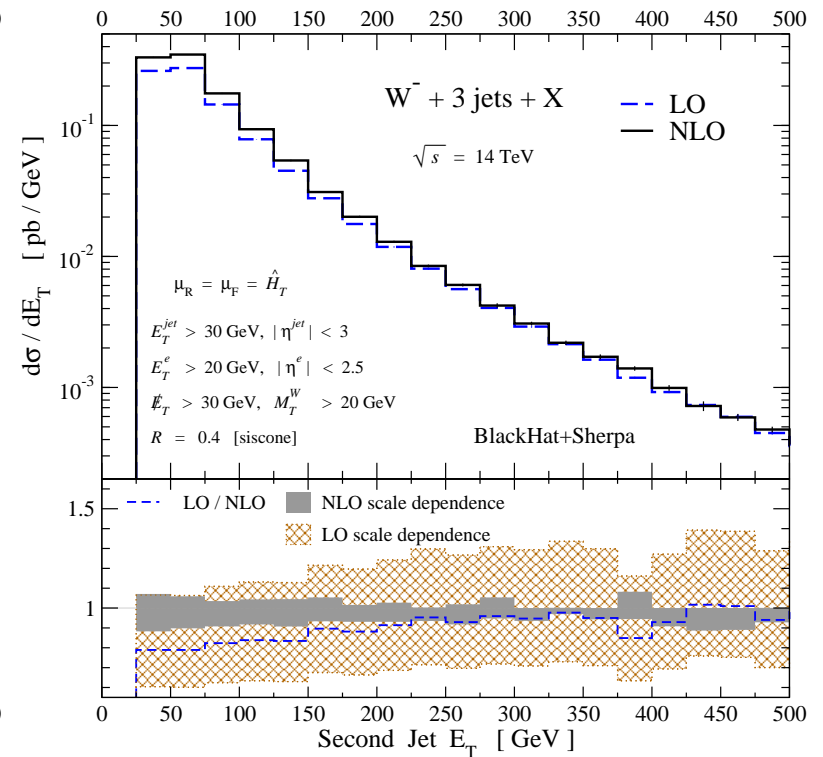 0 0 50 100 150 200 250 300 350 400 450 500
W⁻ + 3 jets + X
LO
NLO
√s = 14 TeV
10⁻¹
10⁻²
10⁻³
dσ / dE_T [ pb / GeV ]
μ_R = μ_F = Ĥ_T
E_T^jet > 30 GeV, | η^jet | < 3
E_T^e > 20 GeV, | η^e | < 2.5
E̸_T > 30 GeV, M_T^W > 20 GeV
R = 0.4 [siscone]
BlackHat+Sherpa
1.5
1
LO / NLO
NLO scale dependence
LO scale dependence
0 0 50 100 150 200 250 300 350 400 450 500
Second Jet E_T [ GeV ]